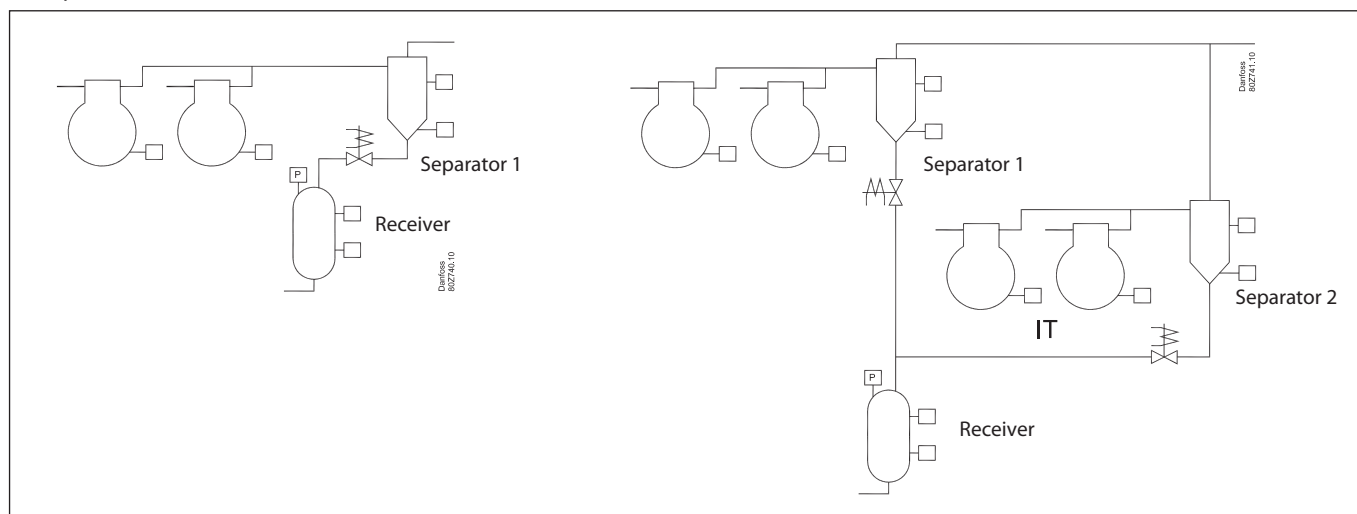 Separator 1
P
Receiver
Danfoss
80Z740.10
Danfoss
80Z741.10
Separator 1
Separator 2
IT
P
Receiver